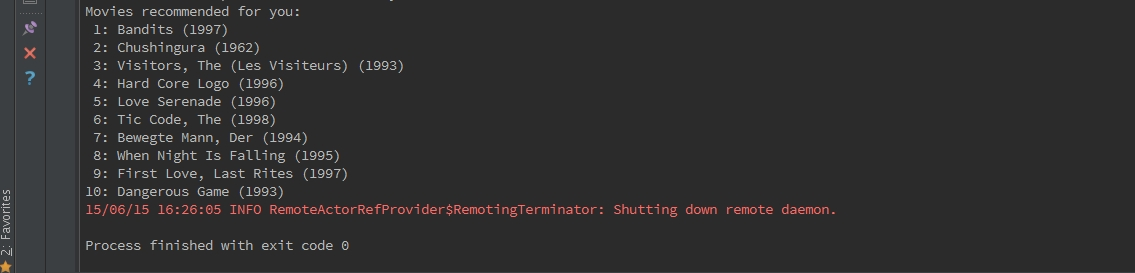 Movies recommended for you:
1: Bandits (1997)
2: Chushingura (1962)
3: Visitors, The (Les Visiteurs) (1993)
4: Hard Core Logo (1996)
5: Love Serenade (1996)
6: Tic Code, The (1998)
7: Bewegte Mann, Der (1994)
8: When Night Is Falling (1995)
9: First Love, Last Rites (1997)
10: Dangerous Game (1993)
15/06/15 16:26:05 INFO RemoteActorRefProvider$RemotingTerminator: Shutting down remote daemon.
Process finished with exit code 0
2: Favorites